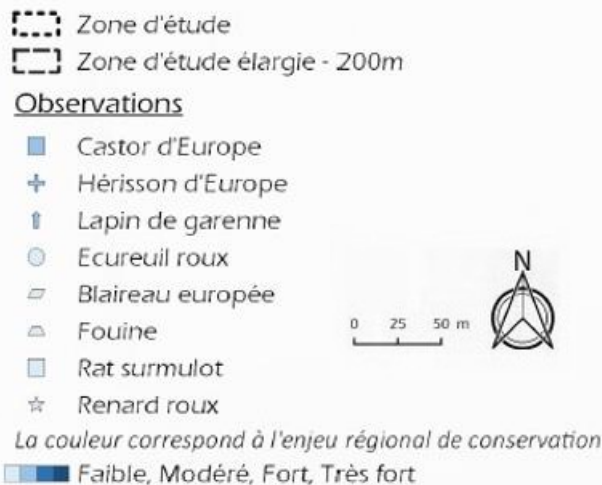 Zone d'étude
Zone d'étude élargie - 200m
Observations
Castor d'Europe
Hérisson d'Europe
Lapin de garenne
Ecureuil roux
Blaireau europée
Fouine
Rat surmulot
Renard roux
N
0 25 50 m
La couleur correspond à l'enjeu régional de conservation
Faible, Modéré, Fort, Très fort